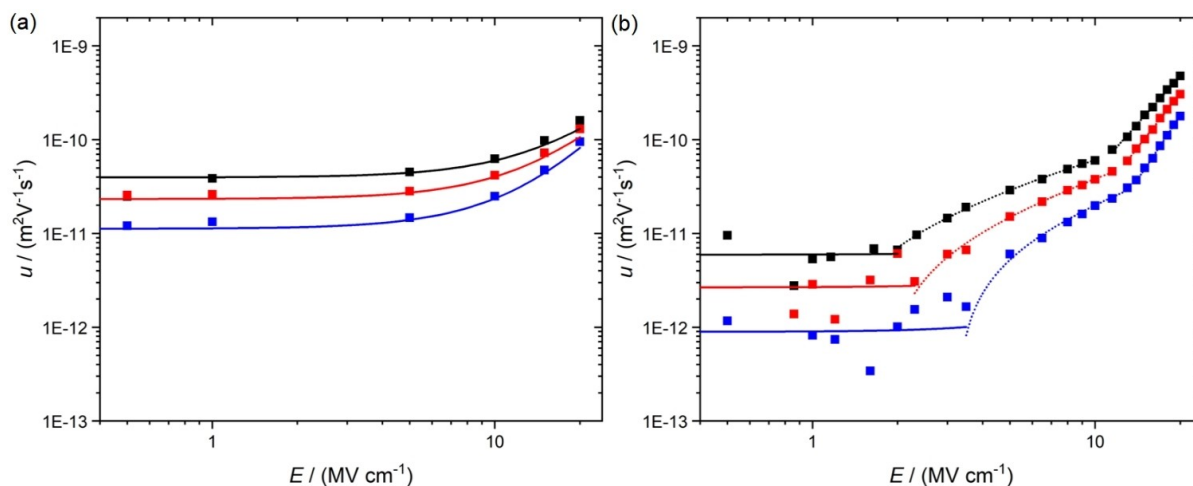 (a)
1E-9
1E-10
1E-11
1E-12
1E-13
u / (m²V⁻¹s⁻¹)
1
10
E / (MV cm⁻¹)
(b)
1E-9
1E-10
1E-11
1E-12
1E-13
u / (m²V⁻¹s⁻¹)
1
10
E / (MV cm⁻¹)